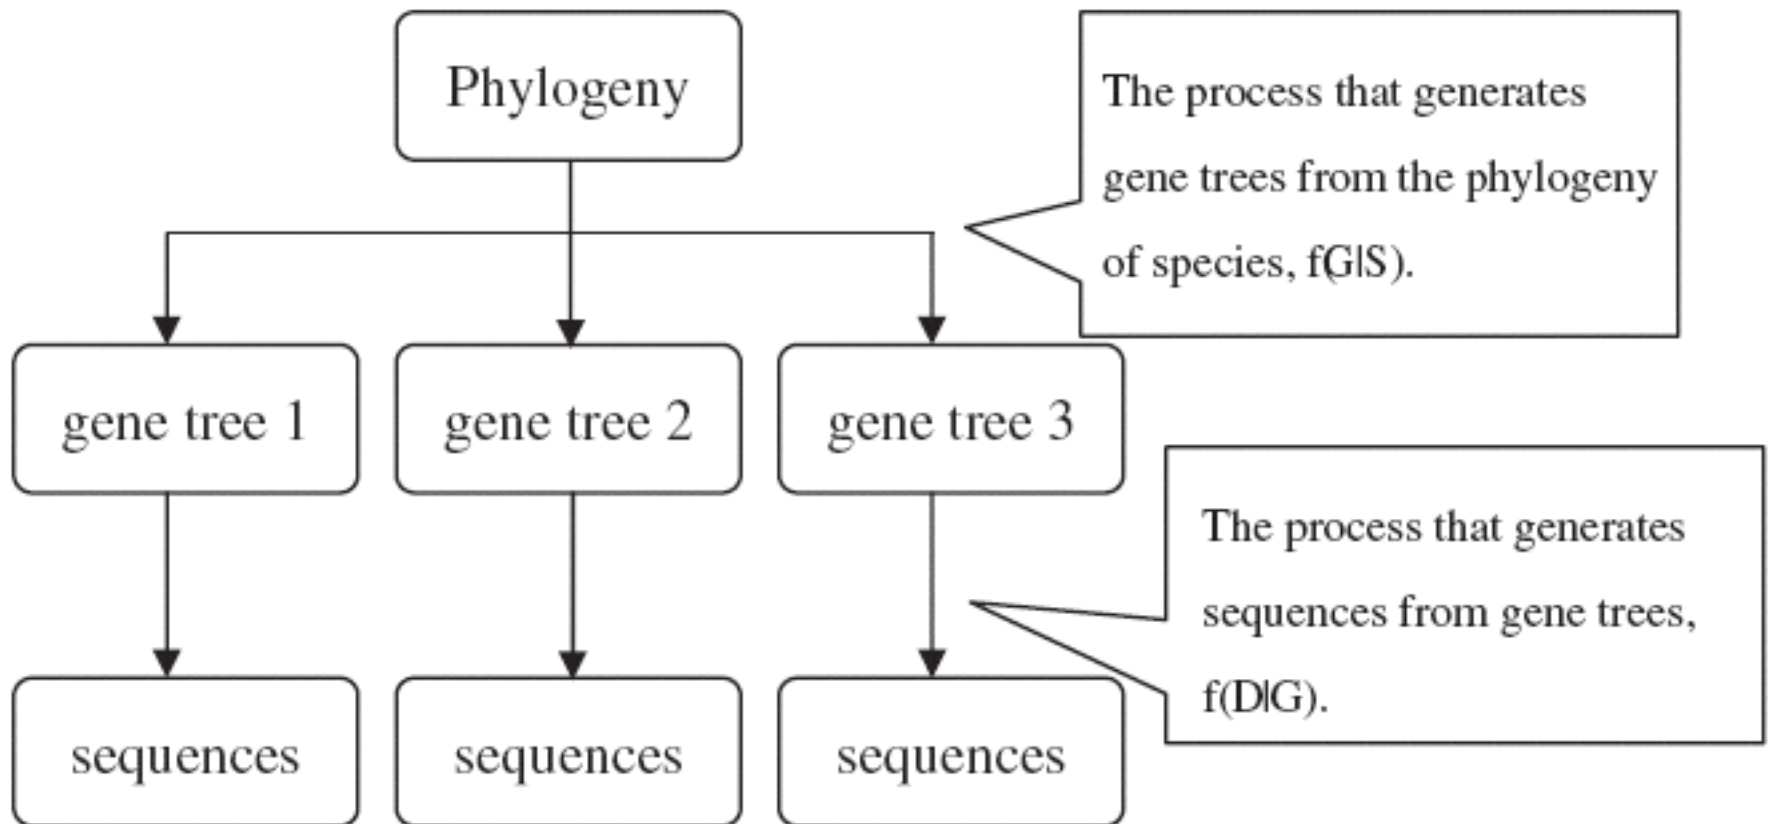 Phylogeny
The process that generates
gene trees from the phylogeny
of species, f(G|S).
gene tree 1
gene tree 2
gene tree 3
The process that generates
sequences from gene trees,
f(D|G).
sequences
sequences
sequences